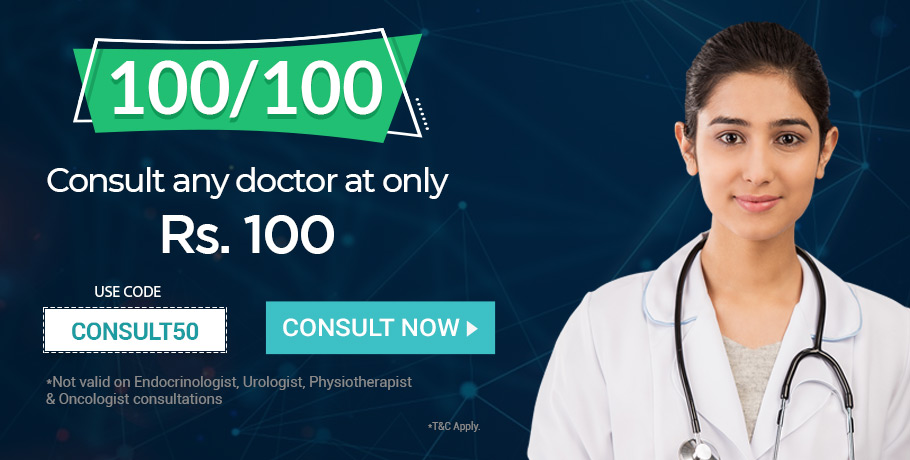 100/100
Consult any doctor at only
Rs. 100
USE CODE
CONSULT50
CONSULT NOW
*Not valid on Endocrinologist, Urologist, Physiotherapist
& Oncologist consultations
*T&C Apply.